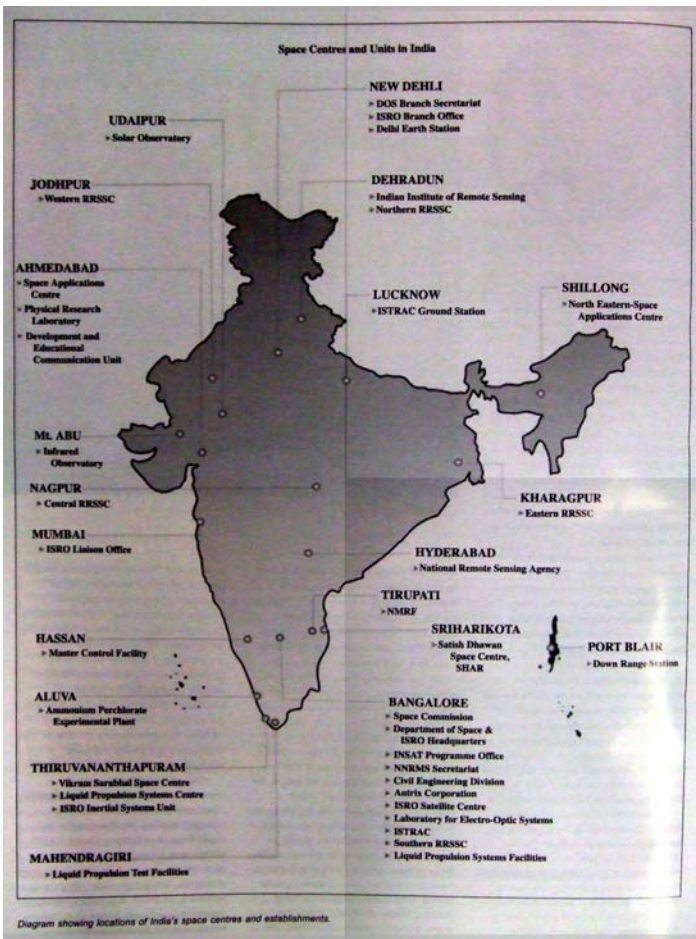 Space Centres and Units in India
NEW DEHLI
▸ DOS Branch Secretariat
▸ ISRO Branch Office
▸ Delhi Earth Station
UDAIPUR
▸ Solar Observatory
JODHPUR
▸ Western RRSSC
DEHRADUN
▸ Indian Institute of Remote Sensing
▸ Northern RRSSC
AHMEDABAD
▸ Space Applications
Centre
▸ Physical Research
Laboratory
▸ Development and
Educational
Communication Unit
LUCKNOW
▸ ISTRAC Ground Station
SHILLONG
▸ North Eastern-Space
Applications Centre
Mt. ABU
▸ Infrared
Observatory
NAGPUR
▸ Central RRSSC
KHARAGPUR
▸ Eastern RRSSC
MUMBAI
▸ ISRO Liaison Office
HYDERABAD
▸ National Remote Sensing Agency
TIRUPATI
▸ NMRF
HASSAN
▸ Master Control Facility
SRIHARIKOTA
▸ Satish Dhawan
Space Centre,
SHAR
PORT BLAIR
▸ Down Range Station
ALUVA
▸ Ammonium Perchlorate
Experimental Plant
BANGALORE
▸ Space Commission
▸ Department of Space &
ISRO Headquarters
▸ INSAT Programme Office
▸ NNRMS Secretariat
▸ Civil Engineering Division
▸ Antrix Corporation
▸ ISRO Satellite Centre
▸ Laboratory for Electro-Optic Systems
▸ ISTRAC
▸ Southern RRSSC
▸ Liquid Propulsion Systems Facilities
THIRUVANANTHAPURAM
▸ Vikram Sarabhai Space Centre
▸ Liquid Propulsion Systems Centre
▸ ISRO Inertial Systems Unit
MAHENDRAGIRI
▸ Liquid Propulsion Test Facilities
Diagram showing locations of India's space centres and establishments.